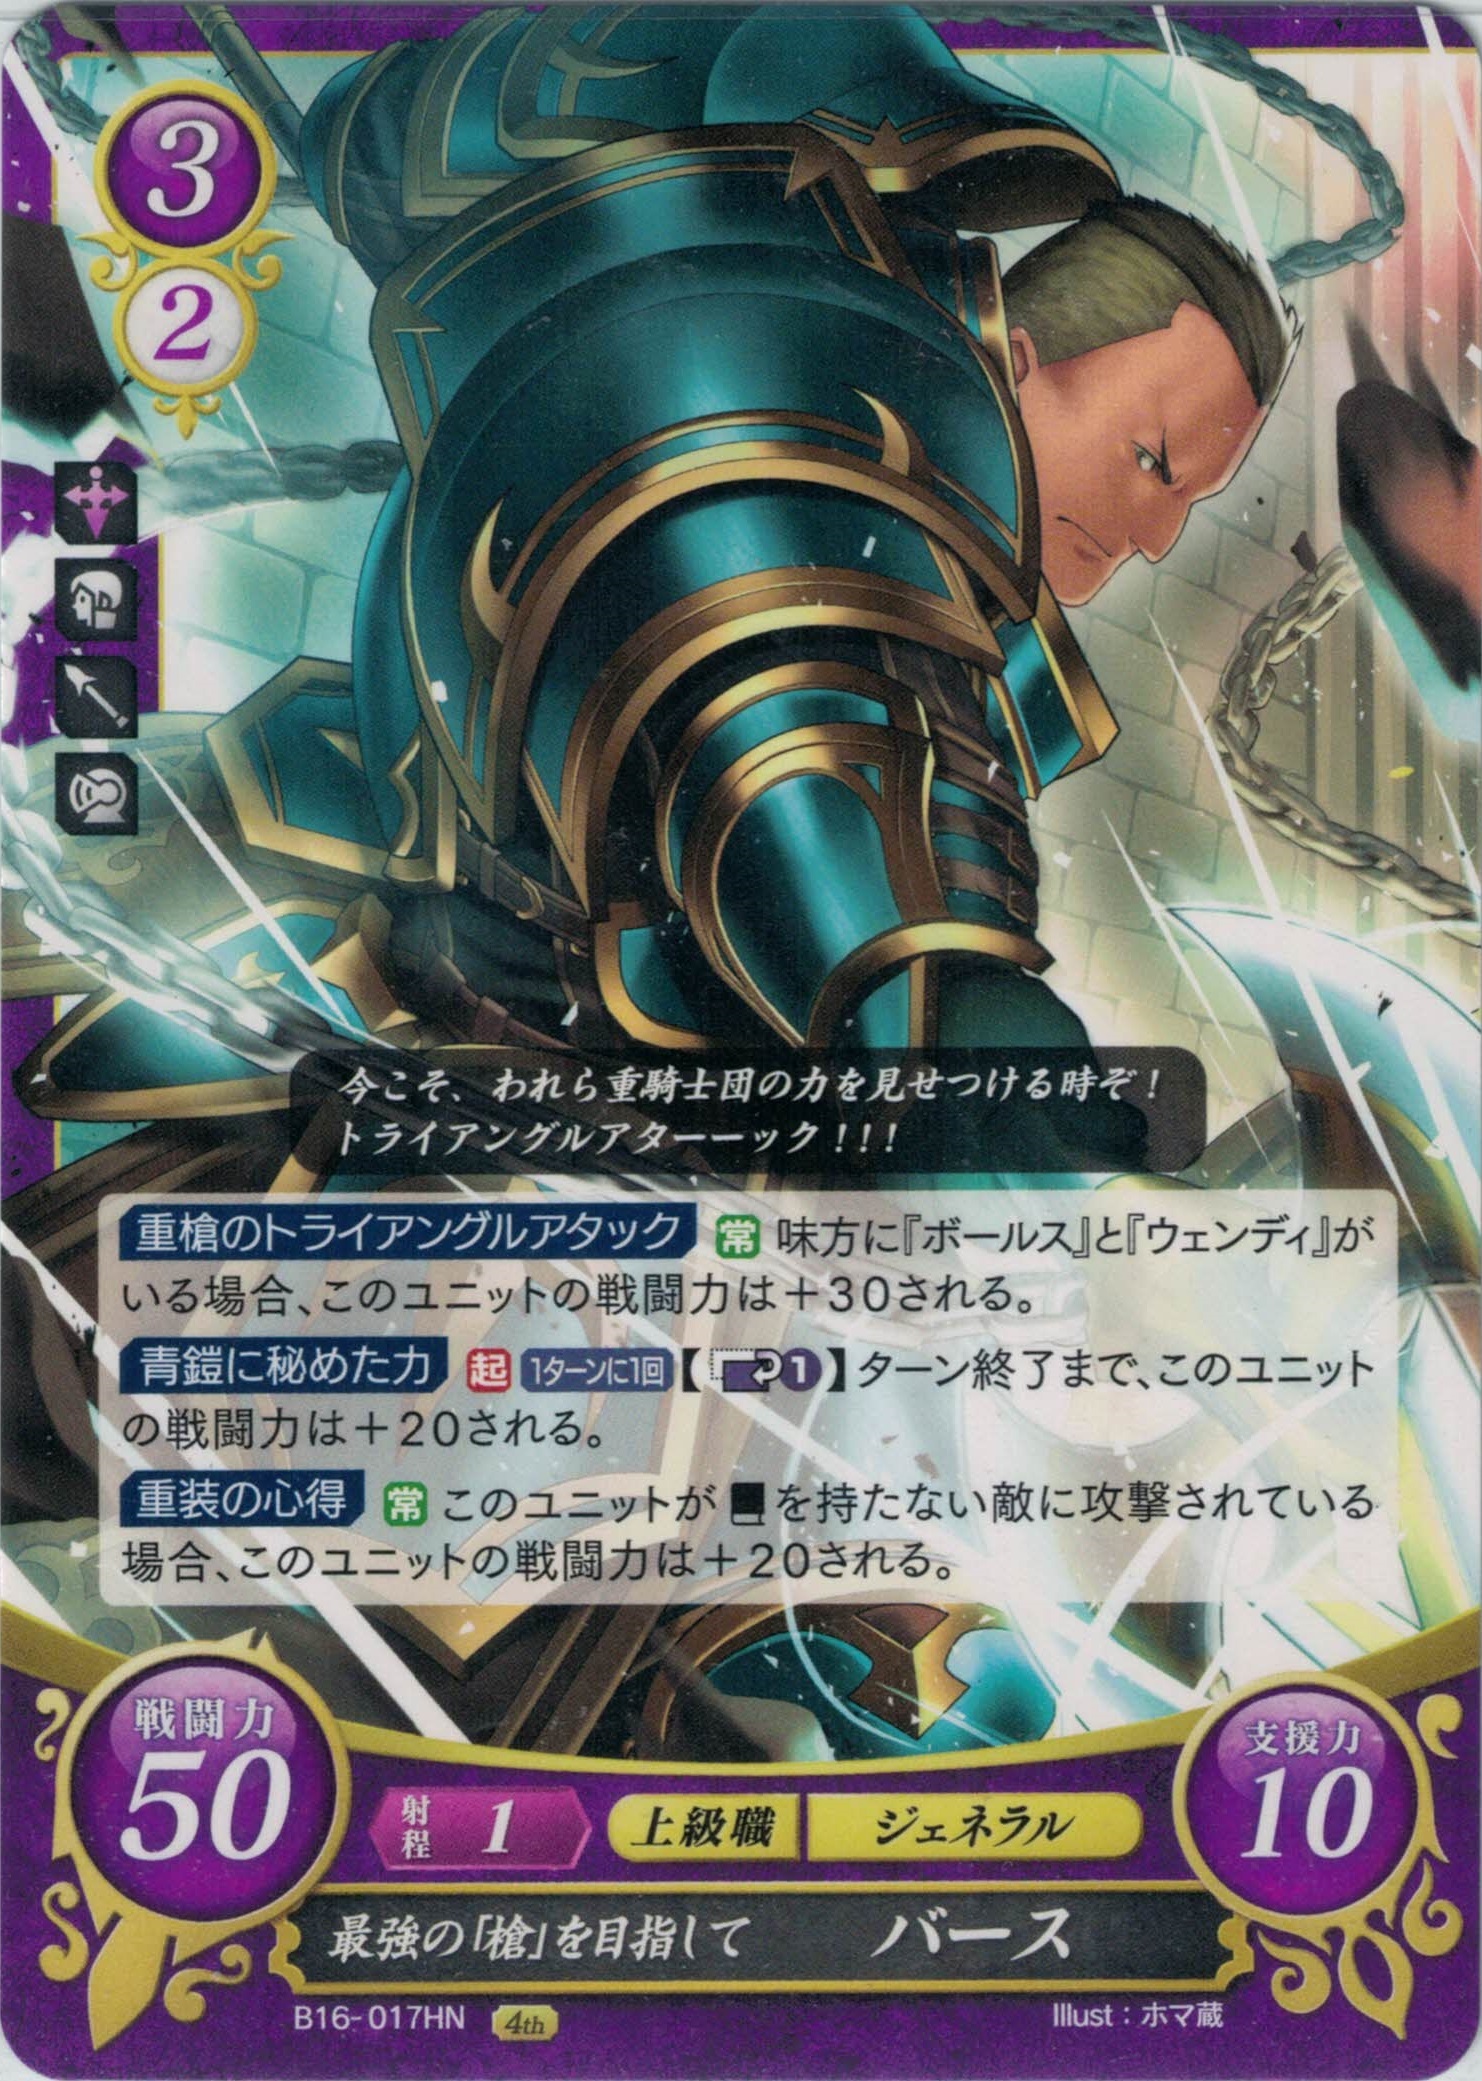 3
2
今こそ、われら重騎士団の力を見せつける時ぞ！
トライアングルアターーック！！！
重槍のトライアングルアタック 常 味方に『ボールス』と『ウェンディ』が
いる場合、このユニットの戦闘力は＋30される。
青鎧に秘めた力 起 1ターンに1回【1】ターン終了まで、このユニット
の戦闘力は＋20される。
重装の心得 常 このユニットが を持たない敵に攻撃されている
場合、このユニットの戦闘力は＋20される。
戦闘力
50
射程 1
上級職 ジェネラル
支援力
10
最強の「槍」を目指して バース
B16-017HN 4th Illust：ホマ蔵